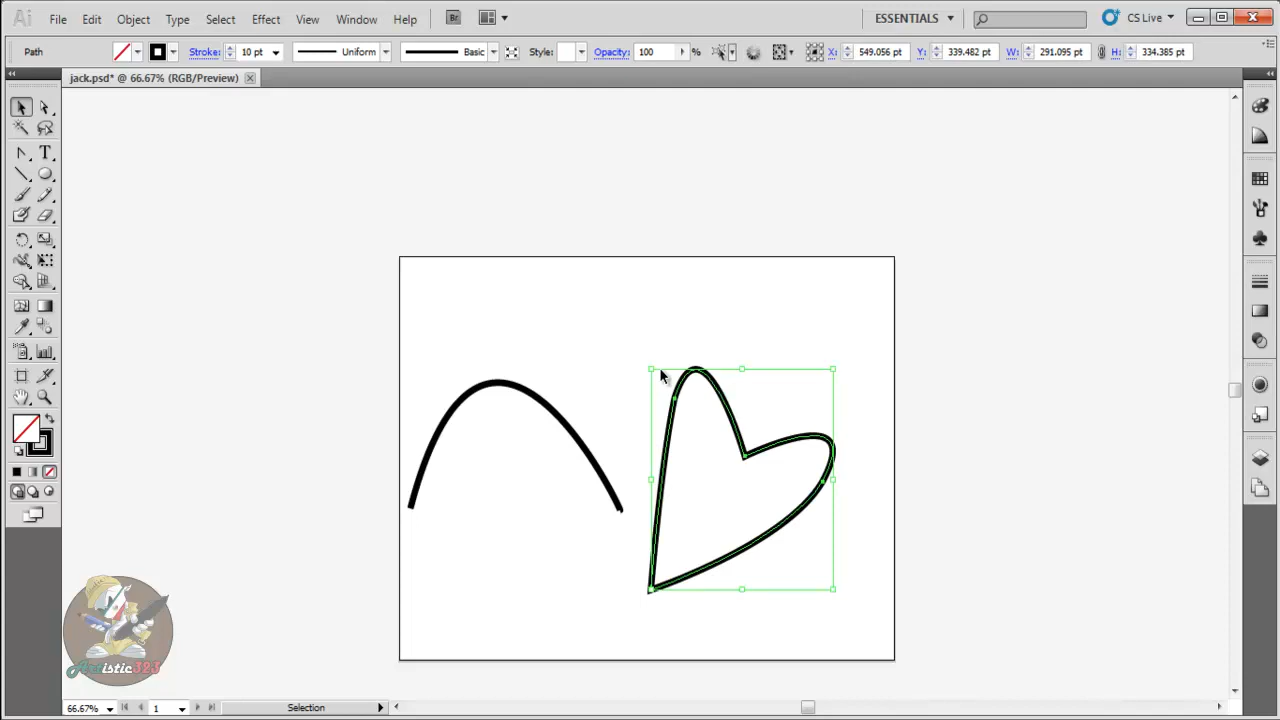 Ai File Edit Object Type Select Effect View Window Help Br ESSENTIALS CS Live
Path Stroke: 10 pt Uniform Basic Style: Opacity: 100 % X: 549.056 pt Y: 339.482 pt W: 291.095 pt H: 334.385 pt
jack.psd* @ 66.67% (RGB/Preview)
T
Artistic323
66.67% 1 Selection